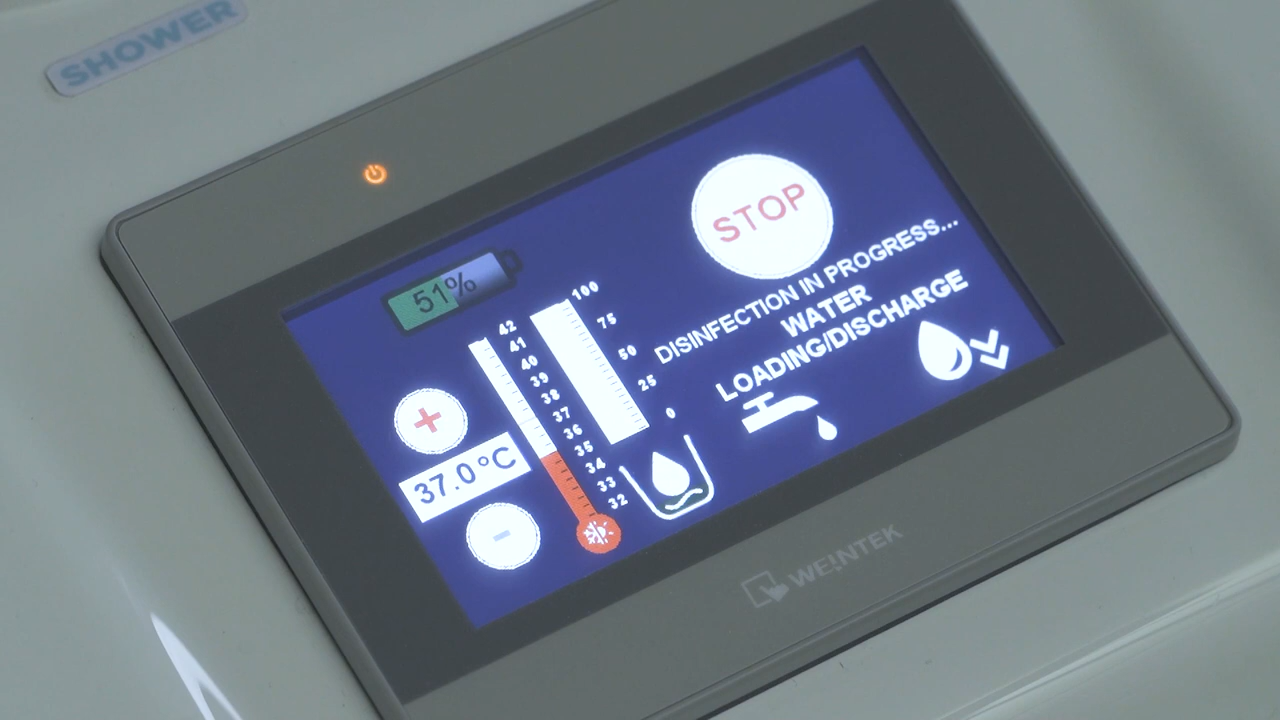 SHOWER
STOP
51%
DISINFECTION IN PROGRESS...
WATER
LOADING/DISCHARGE
100
75
50
25
0
42
41
40
39
38
37
36
35
34
33
32
+
37.0°C
-
WEINTEK